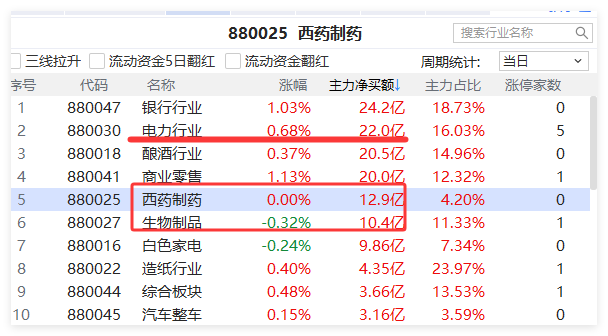 880025 西药制药
搜索行业名称
三线拉升 流动资金5日翻红 流动资金翻红 周期统计: 当日
序号 代码 名称 涨幅 主力净买额↓ 主力占比 涨停家数
1 880047 银行行业 1.03% 24.2亿 18.73% 0
2 880030 电力行业 0.68% 22.0亿 16.03% 5
3 880018 酿酒行业 0.37% 20.5亿 14.96% 0
4 880041 商业零售 1.13% 20.0亿 12.32% 1
5 880025 西药制药 0.00% 12.9亿 4.20% 0
6 880027 生物制品 -0.32% 10.4亿 11.33% 0
7 880016 白色家电 -0.24% 9.86亿 7.34% 0
8 880022 造纸行业 0.40% 4.35亿 23.97% 1
9 880044 综合板块 0.48% 3.66亿 13.53% 1
10 880045 汽车整车 0.15% 3.16亿 3.59% 0